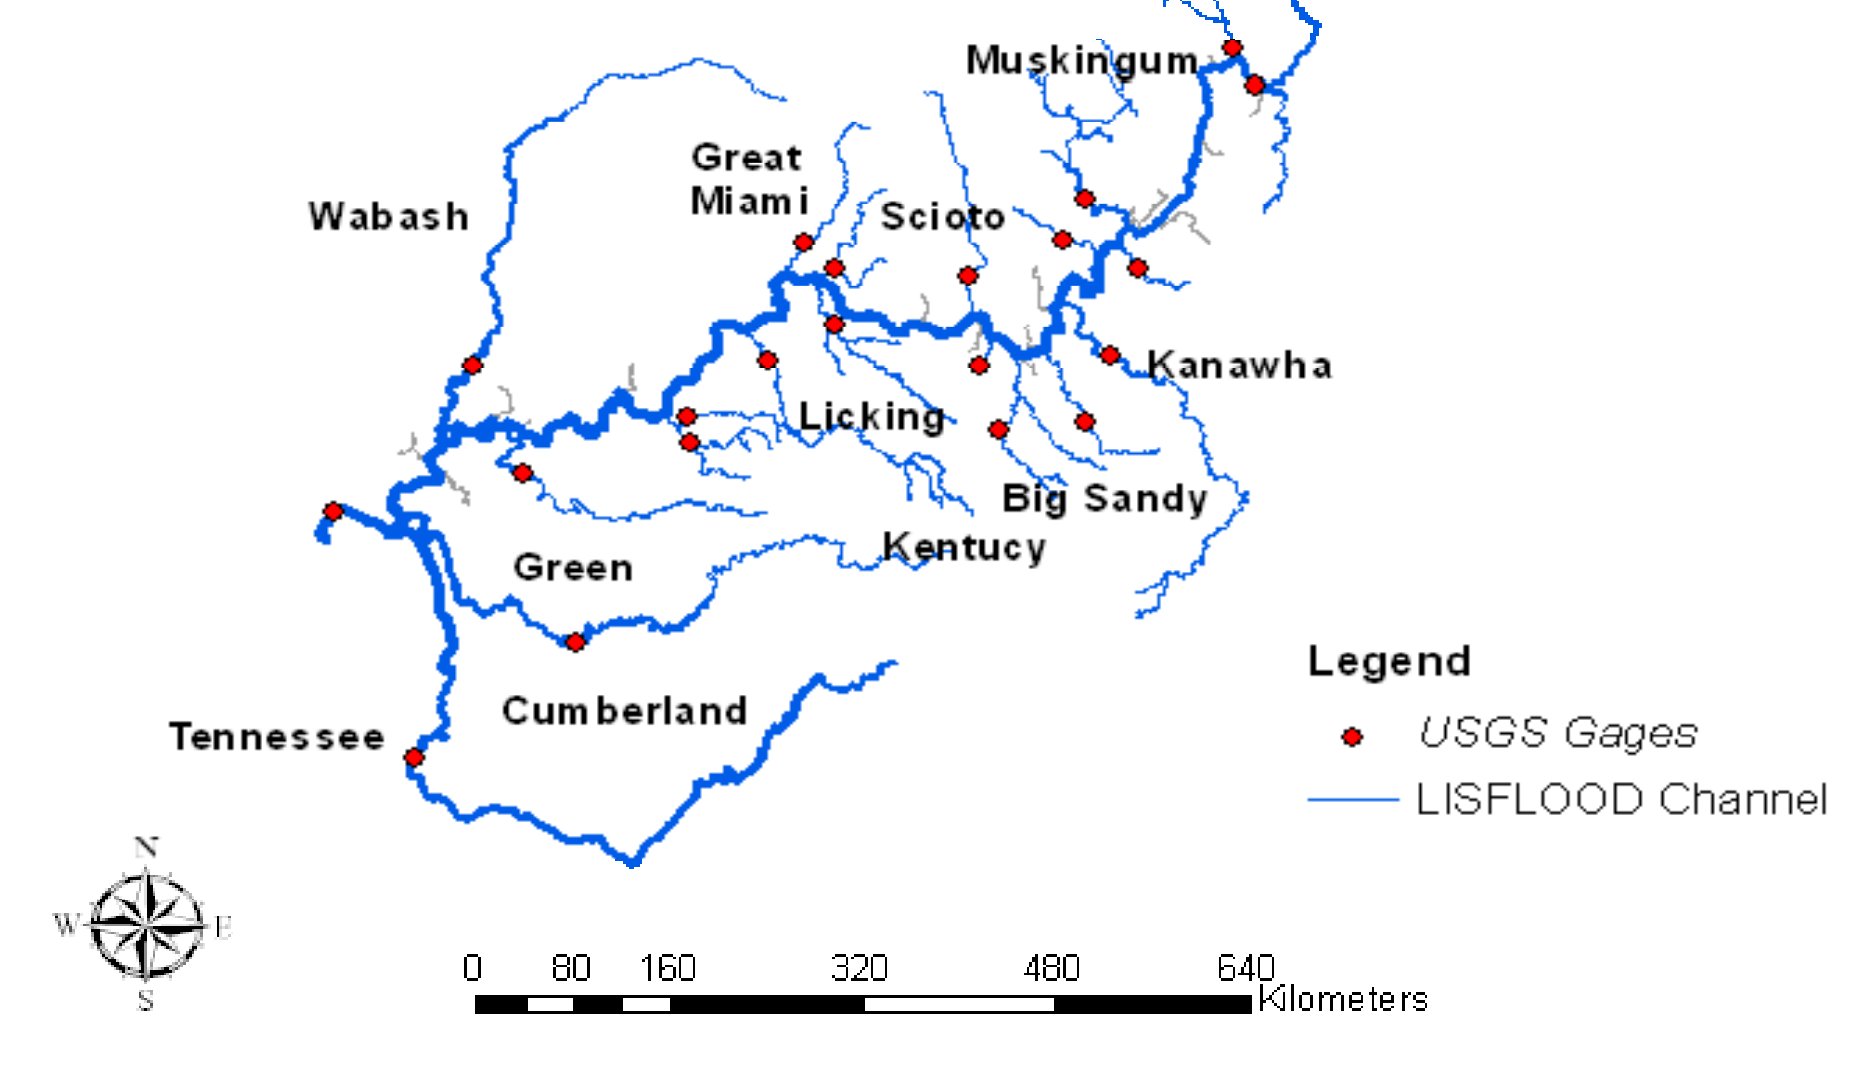 Muskingum
Great
Miami
Wabash
Scioto
Kanawha
Licking
Big Sandy
Kentucy
Green
Legend
Cumberland
USGS Gages
Tennessee
LISFLOOD Channel
N
W E
S
0 80 160 320 480 640
Kilometers